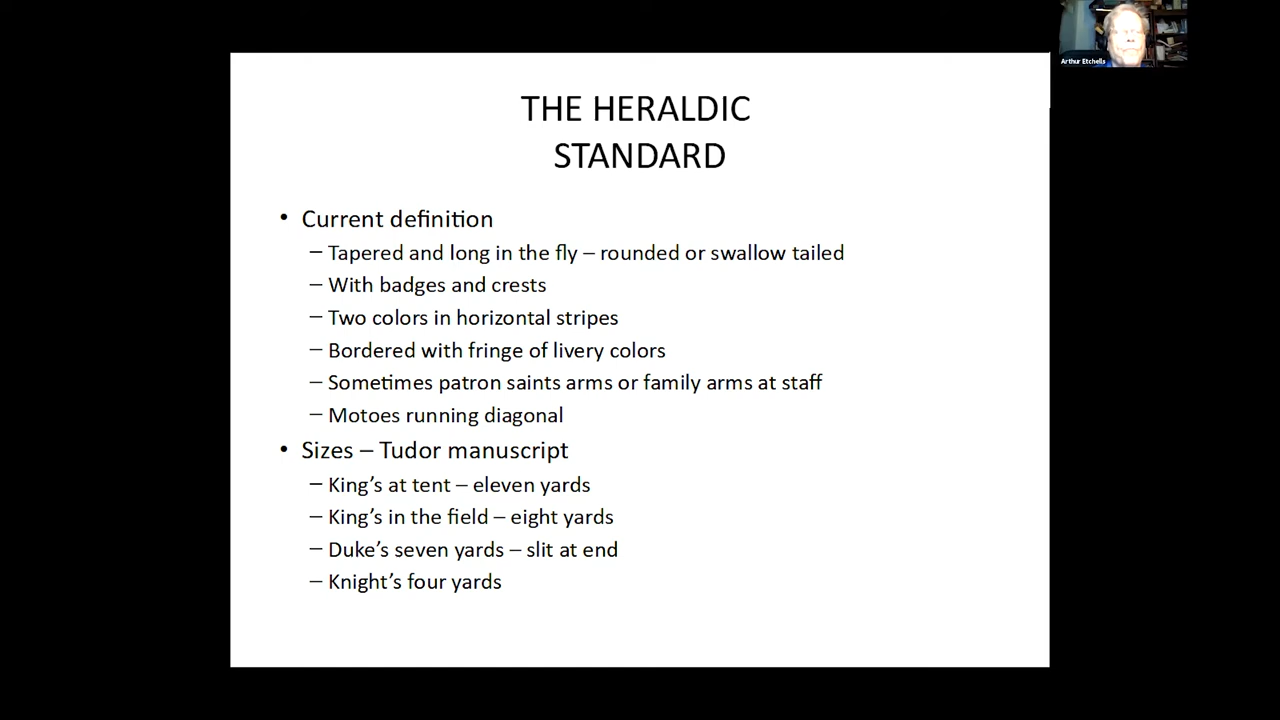 Arthur Etchells
THE HERALDIC
STANDARD
• Current definition
– Tapered and long in the fly – rounded or swallow tailed
– With badges and crests
– Two colors in horizontal stripes
– Bordered with fringe of livery colors
– Sometimes patron saints arms or family arms at staff
– Motoes running diagonal
• Sizes – Tudor manuscript
– King’s at tent – eleven yards
– King’s in the field – eight yards
– Duke’s seven yards – slit at end
– Knight’s four yards